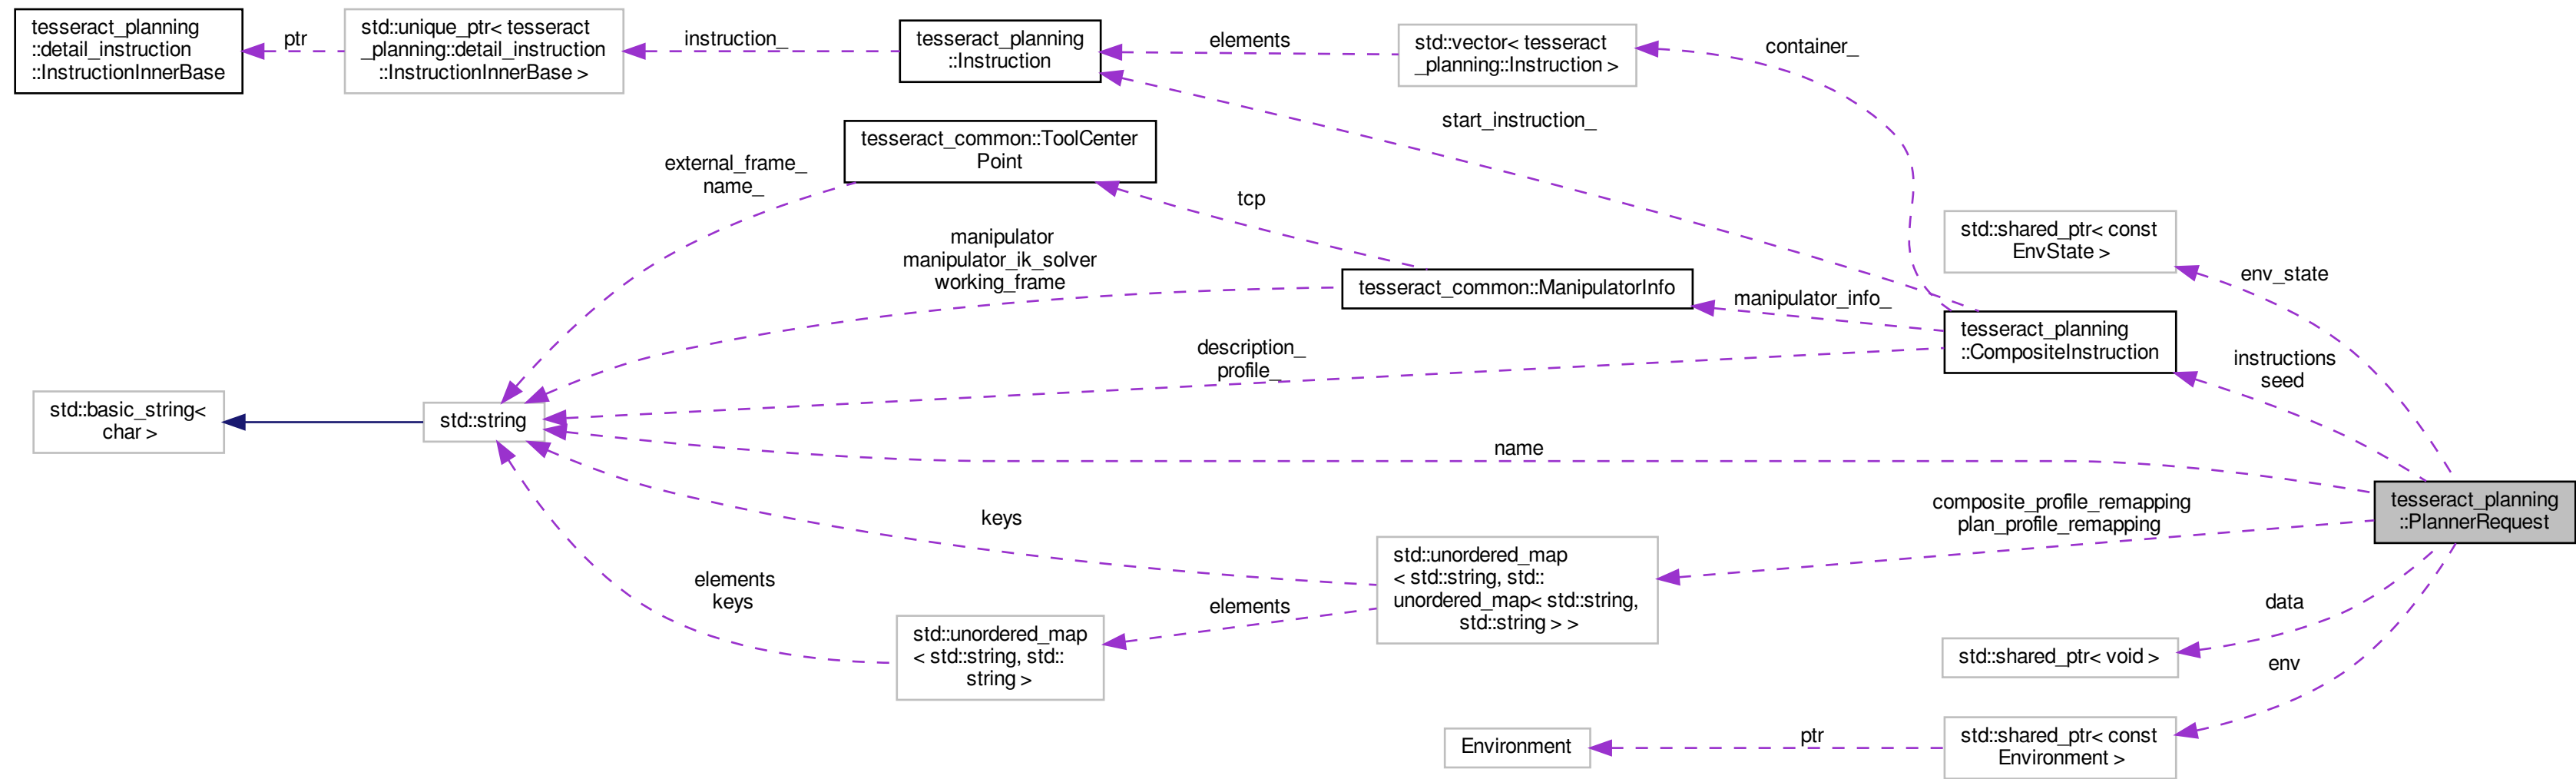 tesseract_planning
::detail_instruction
::InstructionInnerBase
ptr
std::unique_ptr< tesseract
_planning::detail_instruction
::InstructionInnerBase >
instruction_
tesseract_planning
::Instruction
elements
std::vector< tesseract
_planning::Instruction >
container_
start_instruction_
tesseract_common::ToolCenter
Point
external_frame_
name_
tcp
manipulator
manipulator_ik_solver
working_frame
tesseract_common::ManipulatorInfo
manipulator_info_
std::shared_ptr< const
EnvState >
env_state
tesseract_planning
::CompositeInstruction
instructions
seed
description_
profile_
std::basic_string<
char >
std::string
name
tesseract_planning
::PlannerRequest
keys
composite_profile_remapping
plan_profile_remapping
std::unordered_map
< std::string, std::
unordered_map< std::string,
std::string > >
elements
keys
elements
std::unordered_map
< std::string, std::
string >
data
std::shared_ptr< void >
env
Environment
ptr
std::shared_ptr< const
Environment >